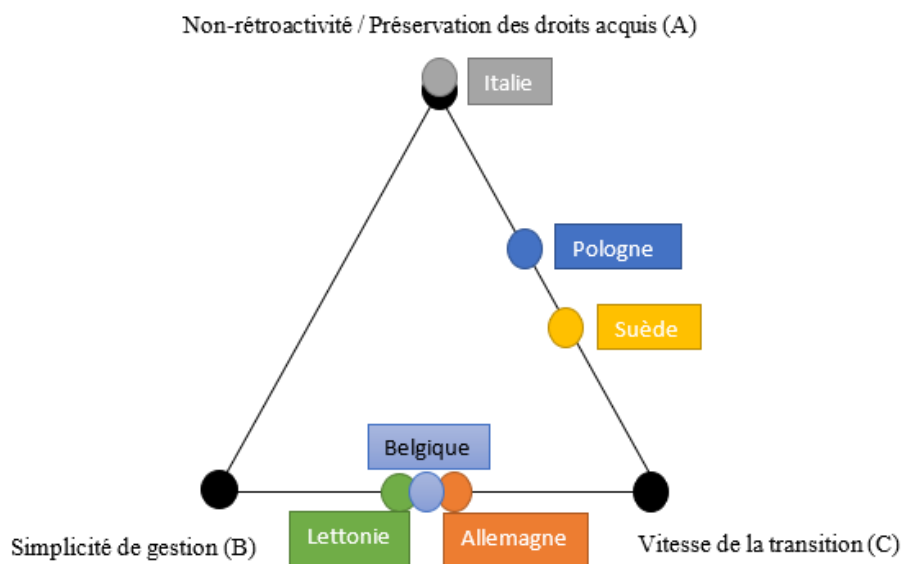 Non-rétroactivité / Préservation des droits acquis (A)
Italie
Pologne
Suède
Belgique
Lettonie
Allemagne
Simplicité de gestion (B)
Vitesse de la transition (C)